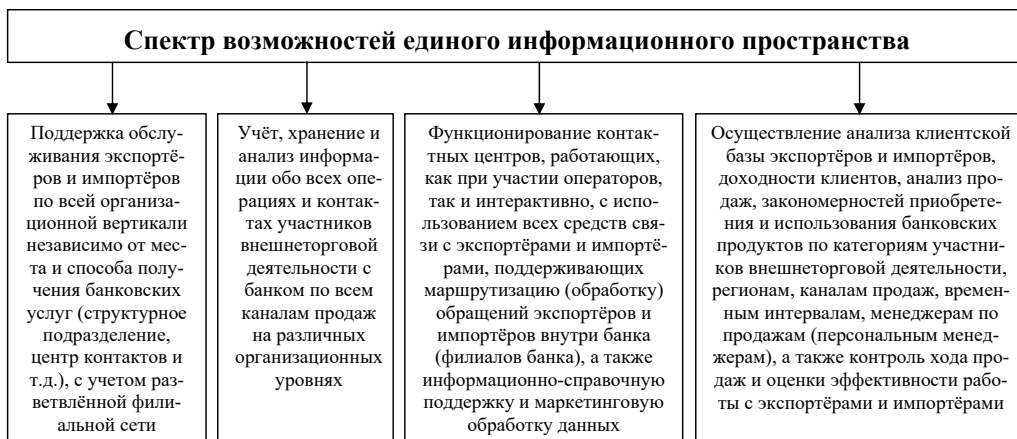 Спектр возможностей единого информационного пространства
Поддержка обслу-
живания экспортё-
ров и импортёров
по всей организа-
ционной вертикали
независимо от мес-
та и способа полу-
чения банковских
услуг (структурное
подразделение,
центр контактов и
т.д.), с учетом раз-
ветвлённой фили-
альной сети
Учёт, хранение и
анализ информа-
ции обо всех опе-
рациях и контак-
тах участников
внешнеторговой
деятельности с
банком по всем
каналам продаж
на различных
организационных
уровнях
Функционирование контакт-
ных центров, работающих,
как при участии операторов,
так и интерактивно, с исполь-
зованием всех средств свя-
зи с экспортёрами и импортё-
рами, поддерживающих
маршрутизацию (обработку)
обращений экспортёров и
импортёров внутри банка
(филиалов банка), а также
информационно-справочную
поддержку и маркетинговую
обработку данных
Осуществление анализа клиентской
базы экспортёров и импортёров,
доходности клиентов, анализ про-
даж, закономерностей приобрете-
ния и использования банковских
продуктов по категориям участни-
ков внешнеторговой деятельности,
регионам, каналам продаж, времен-
ным интервалам, менеджерам по
продажам (персональным менед-
жерам), а также контроль хода про-
даж и оценки эффективности рабо-
ты с экспортёрами и импортёрами